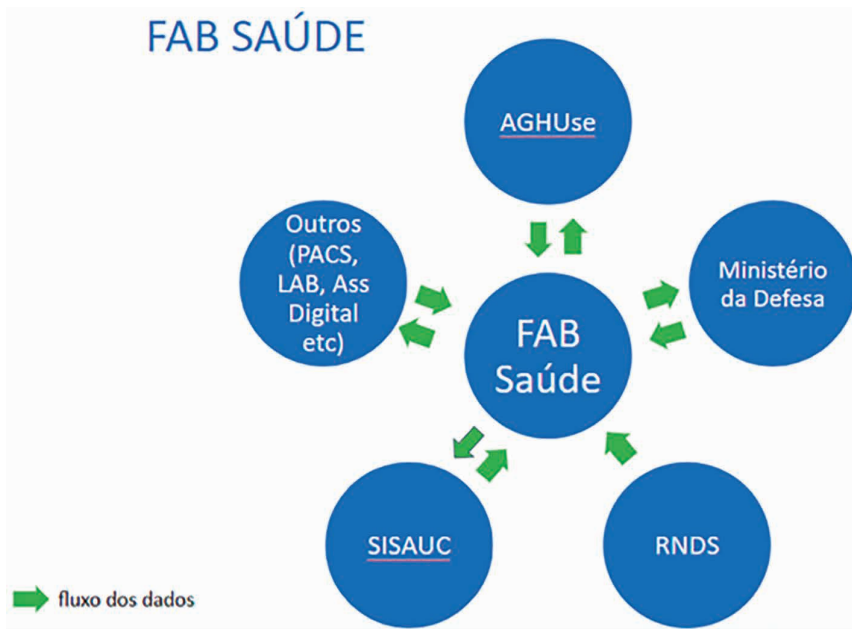 FAB SAÚDE
AGHUse
Outros
(PACS,
LAB, Ass
Digital
etc)
Ministério
da Defesa
FAB
Saúde
SISAUC
RNDS
fluxo dos dados